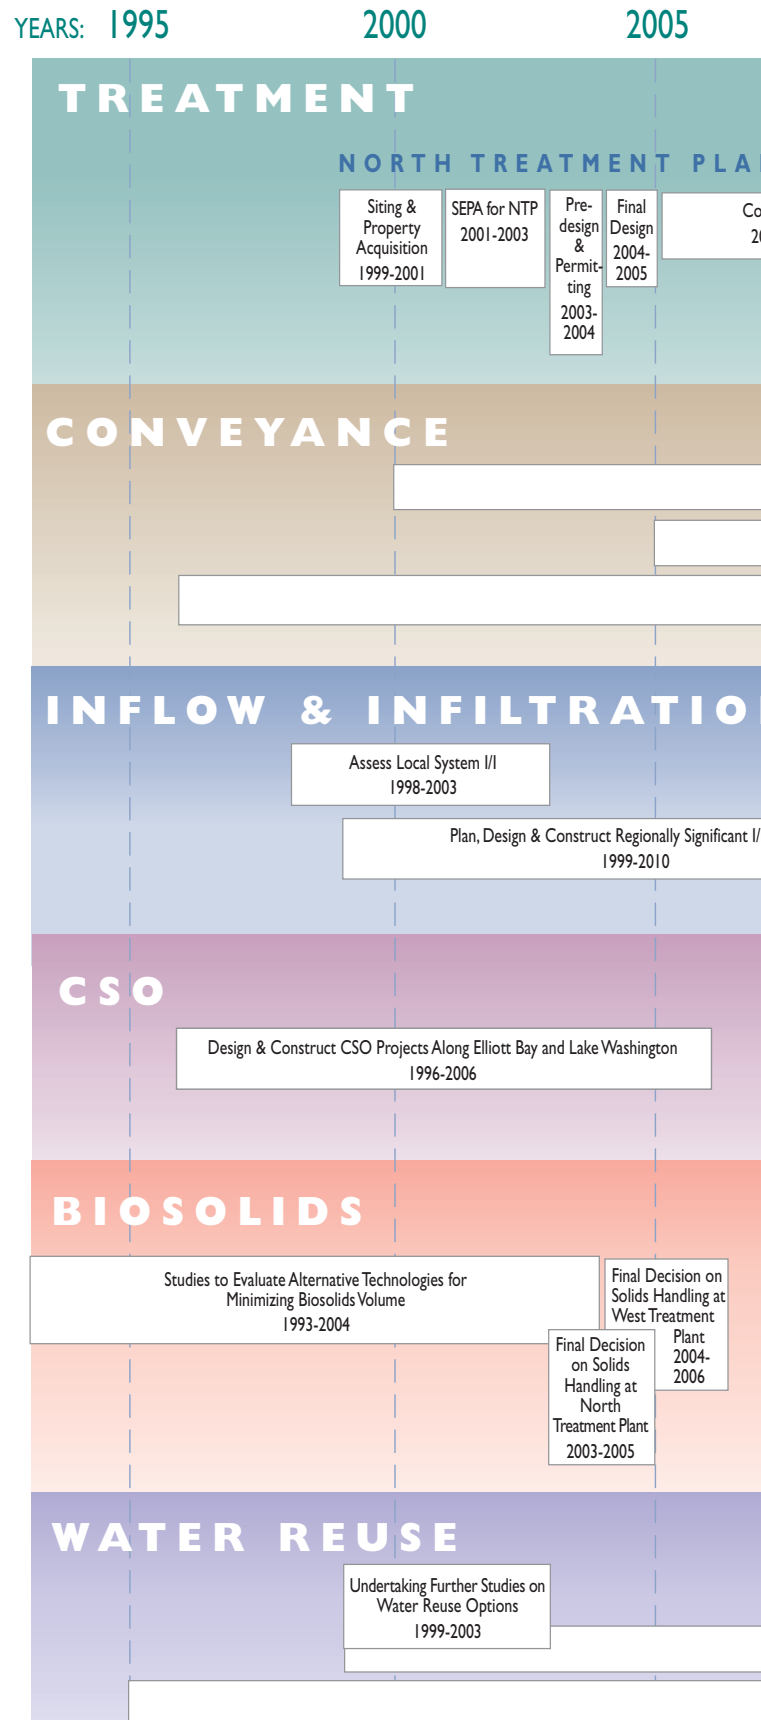 YEARS: 1995 2000 2005
TREATMENT
NORTH TREATMENT PLA
Siting &
Property
Acquisition
1999-2001
SEPA for NTP
2001-2003
Pre-
design
&
Permit-
ting
2003-
2004
Final
Design
2004-
2005
Co
20
CONVEYANCE
INFLOW & INFILTRATIO
Assess Local System I/I
1998-2003
Plan, Design & Construct Regionally Significant I/
1999-2010
CSO
Design & Construct CSO Projects Along Elliott Bay and Lake Washington
1996-2006
BIOSOLIDS
Studies to Evaluate Alternative Technologies for
Minimizing Biosolids Volume
1993-2004
Final Decision on
Solids Handling at
West Treatment
Plant
2004-
2006
Final Decision
on Solids
Handling at
North
Treatment Plant
2003-2005
WATER REUSE
Undertaking Further Studies on
Water Reuse Options
1999-2003